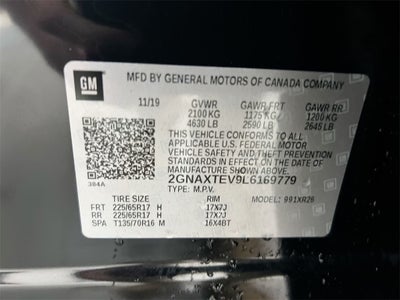 GM
MFD BY GENERAL MOTORS OF CANADA COMPANY
11/19 GVWR GAWR FRT GAWR RR
2100 KG 1175 KG 1200 KG
4630 LB 2590 LB 2645 LB
THIS VEHICLE CONFORMS TO ALL
APPLICABLE U.S. FEDERAL MOTOR
VEHICLE SAFETY, BUMPER, AND THEFT
PREVENTION STANDARDS IN EFFECT ON
THE DATE OF MANUFACTURE SHOWN ABOVE.
2GNAXTEV9L6169779
384A TYPE: M.P.V. MODEL: 991XR26
TIRE SIZE RIM
FRT 225/65R17 H 17X7J
RR 225/65R17 H 17X7J
SPA T135/70R16 M 16X4BT